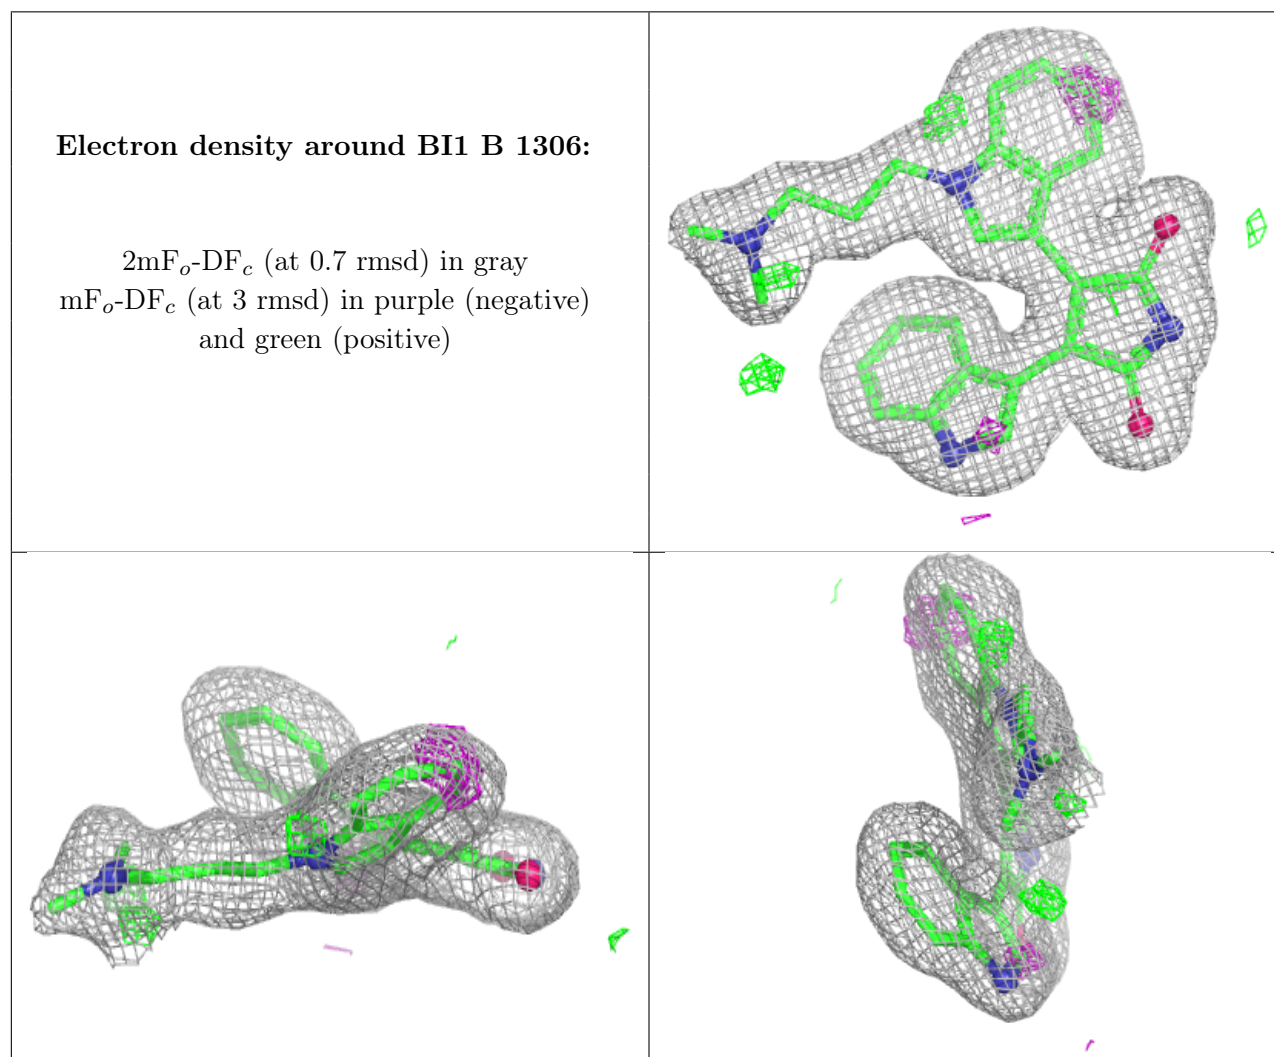 Electron density around BI1 B 1306:
2mFo-DFc (at 0.7 rmsd) in gray
mFo-DFc (at 3 rmsd) in purple (negative)
and green (positive)